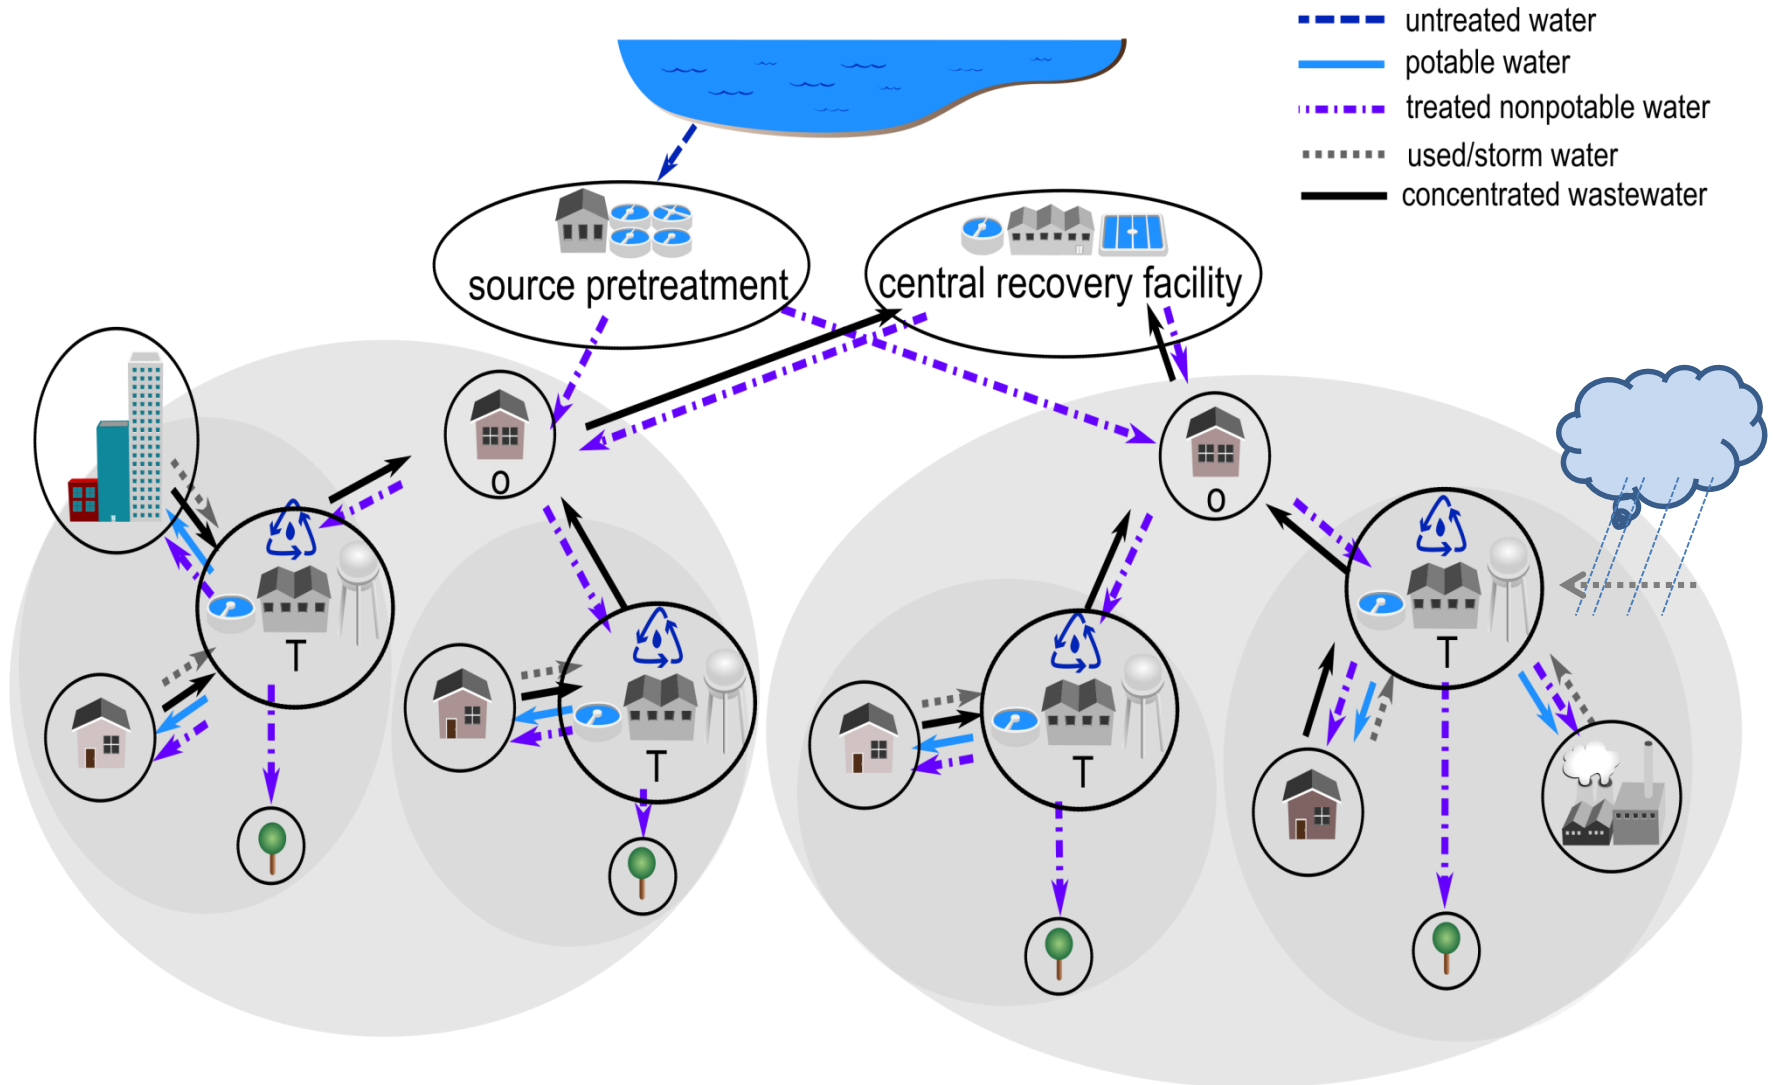 untreated water
potable water
treated nonpotable water
used/storm water
concentrated wastewater
source pretreatment
central recovery facility
o
o
T
T
T
T